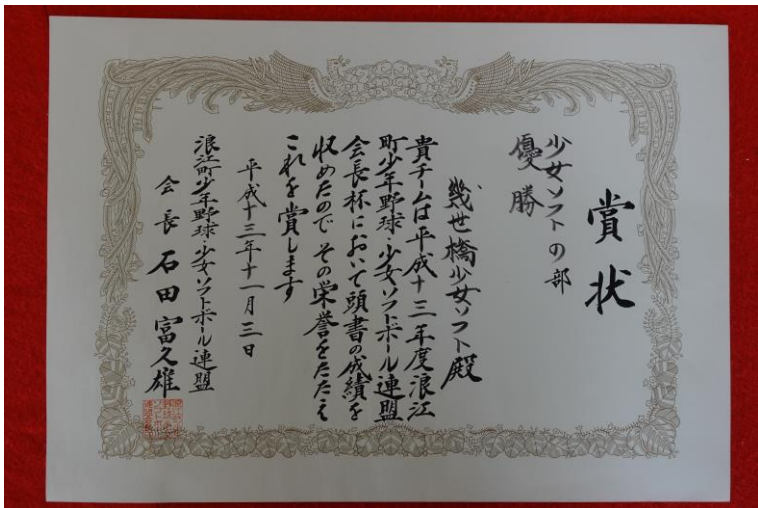 賞状
少女ソフトの部
優勝
幾世橋少女ソフト殿
貴チームは平成十三年度浪江
町少年野球・少女ソフトボール連盟
会長杯において頭書の成績を
収めたのでその栄誉をたたえ
これを賞します
平成十三年十一月三日
浪江町少年野球・少女ソフトボール連盟
会長 石田富久雄